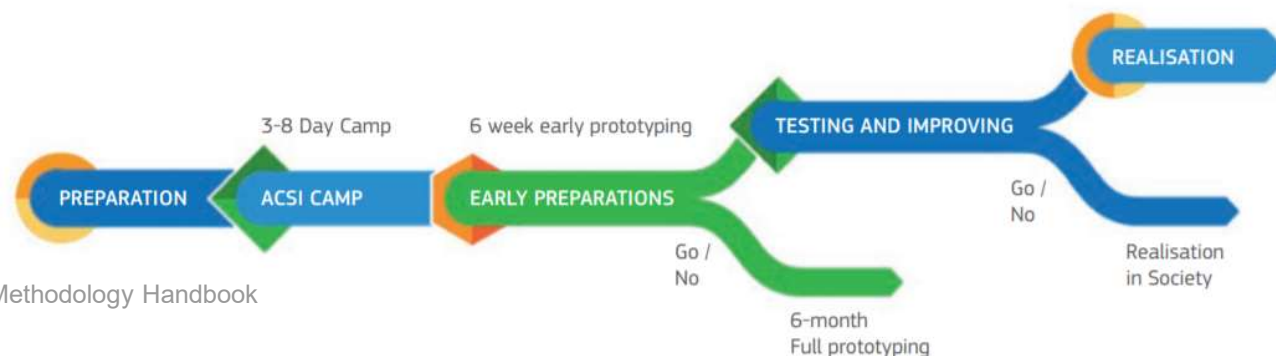 PREPARATION
3-8 Day Camp
ACSI CAMP
6 week early prototyping
EARLY PREPARATIONS
Go /
No
6-month
Full prototyping
TESTING AND IMPROVING
Go /
No
REALISATION
Realisation
in Society
Methodology Handbook